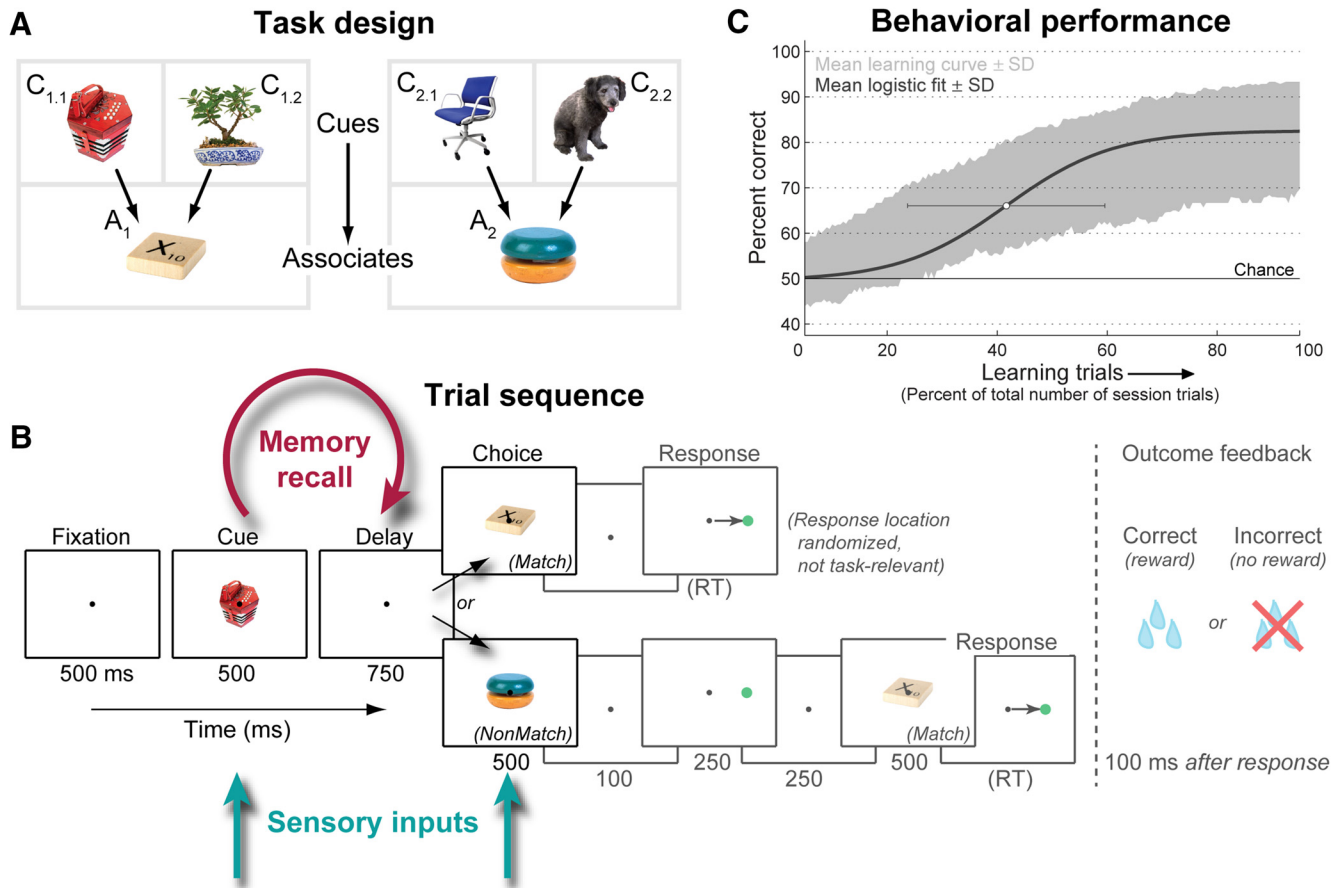 A
Task design
C1.1
C1.2
C2.1
C2.2
Cues
A1
X10
A2
Associates
C
Behavioral performance
100
Mean learning curve ± SD
Mean logistic fit ± SD
90
80
70
60
50
40
Percent correct
Chance
0
20
40
60
80
100
Learning trials
(Percent of total number of session trials)
Trial sequence
B
Memory
recall
Fixation
Cue
Delay
500 ms
500
750
Time (ms)
Choice
X10
(Match)
or
(NonMatch)
500
Response
(RT)
(Response location
randomized,
not task-relevant)
100
250
250
X10
(Match)
500
Response
(RT)
Sensory inputs
Outcome feedback
Correct
(reward)
or
Incorrect
(no reward)
100 ms after response